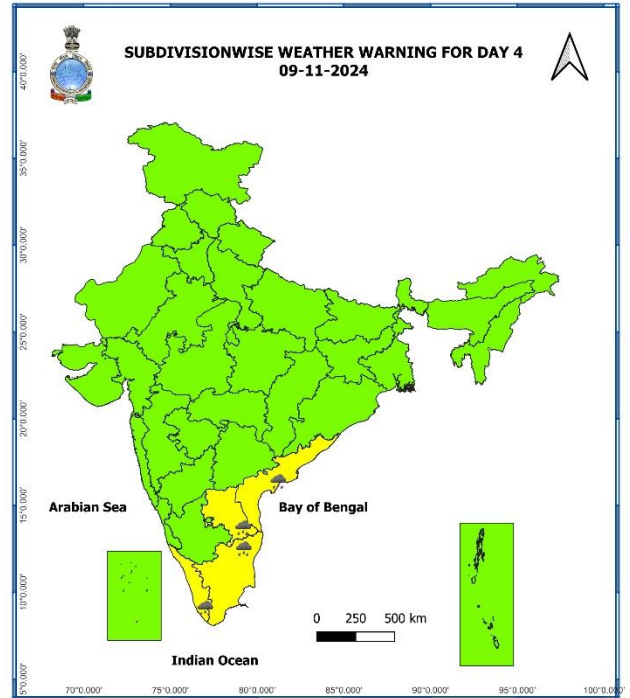 SUBDIVISIONWISE WEATHER WARNING FOR DAY 4
09-11-2024
40°0.000'
35°0.000'
30°0.000'
25°0.000'
20°0.000'
15°0.000'
10°0.000'
5°0.000'
Arabian Sea
Bay of Bengal
0 250 500 km
Indian Ocean
70°0.000' 75°0.000' 80°0.000' 85°0.000' 90°0.000' 95°0.000' 100°0.000'